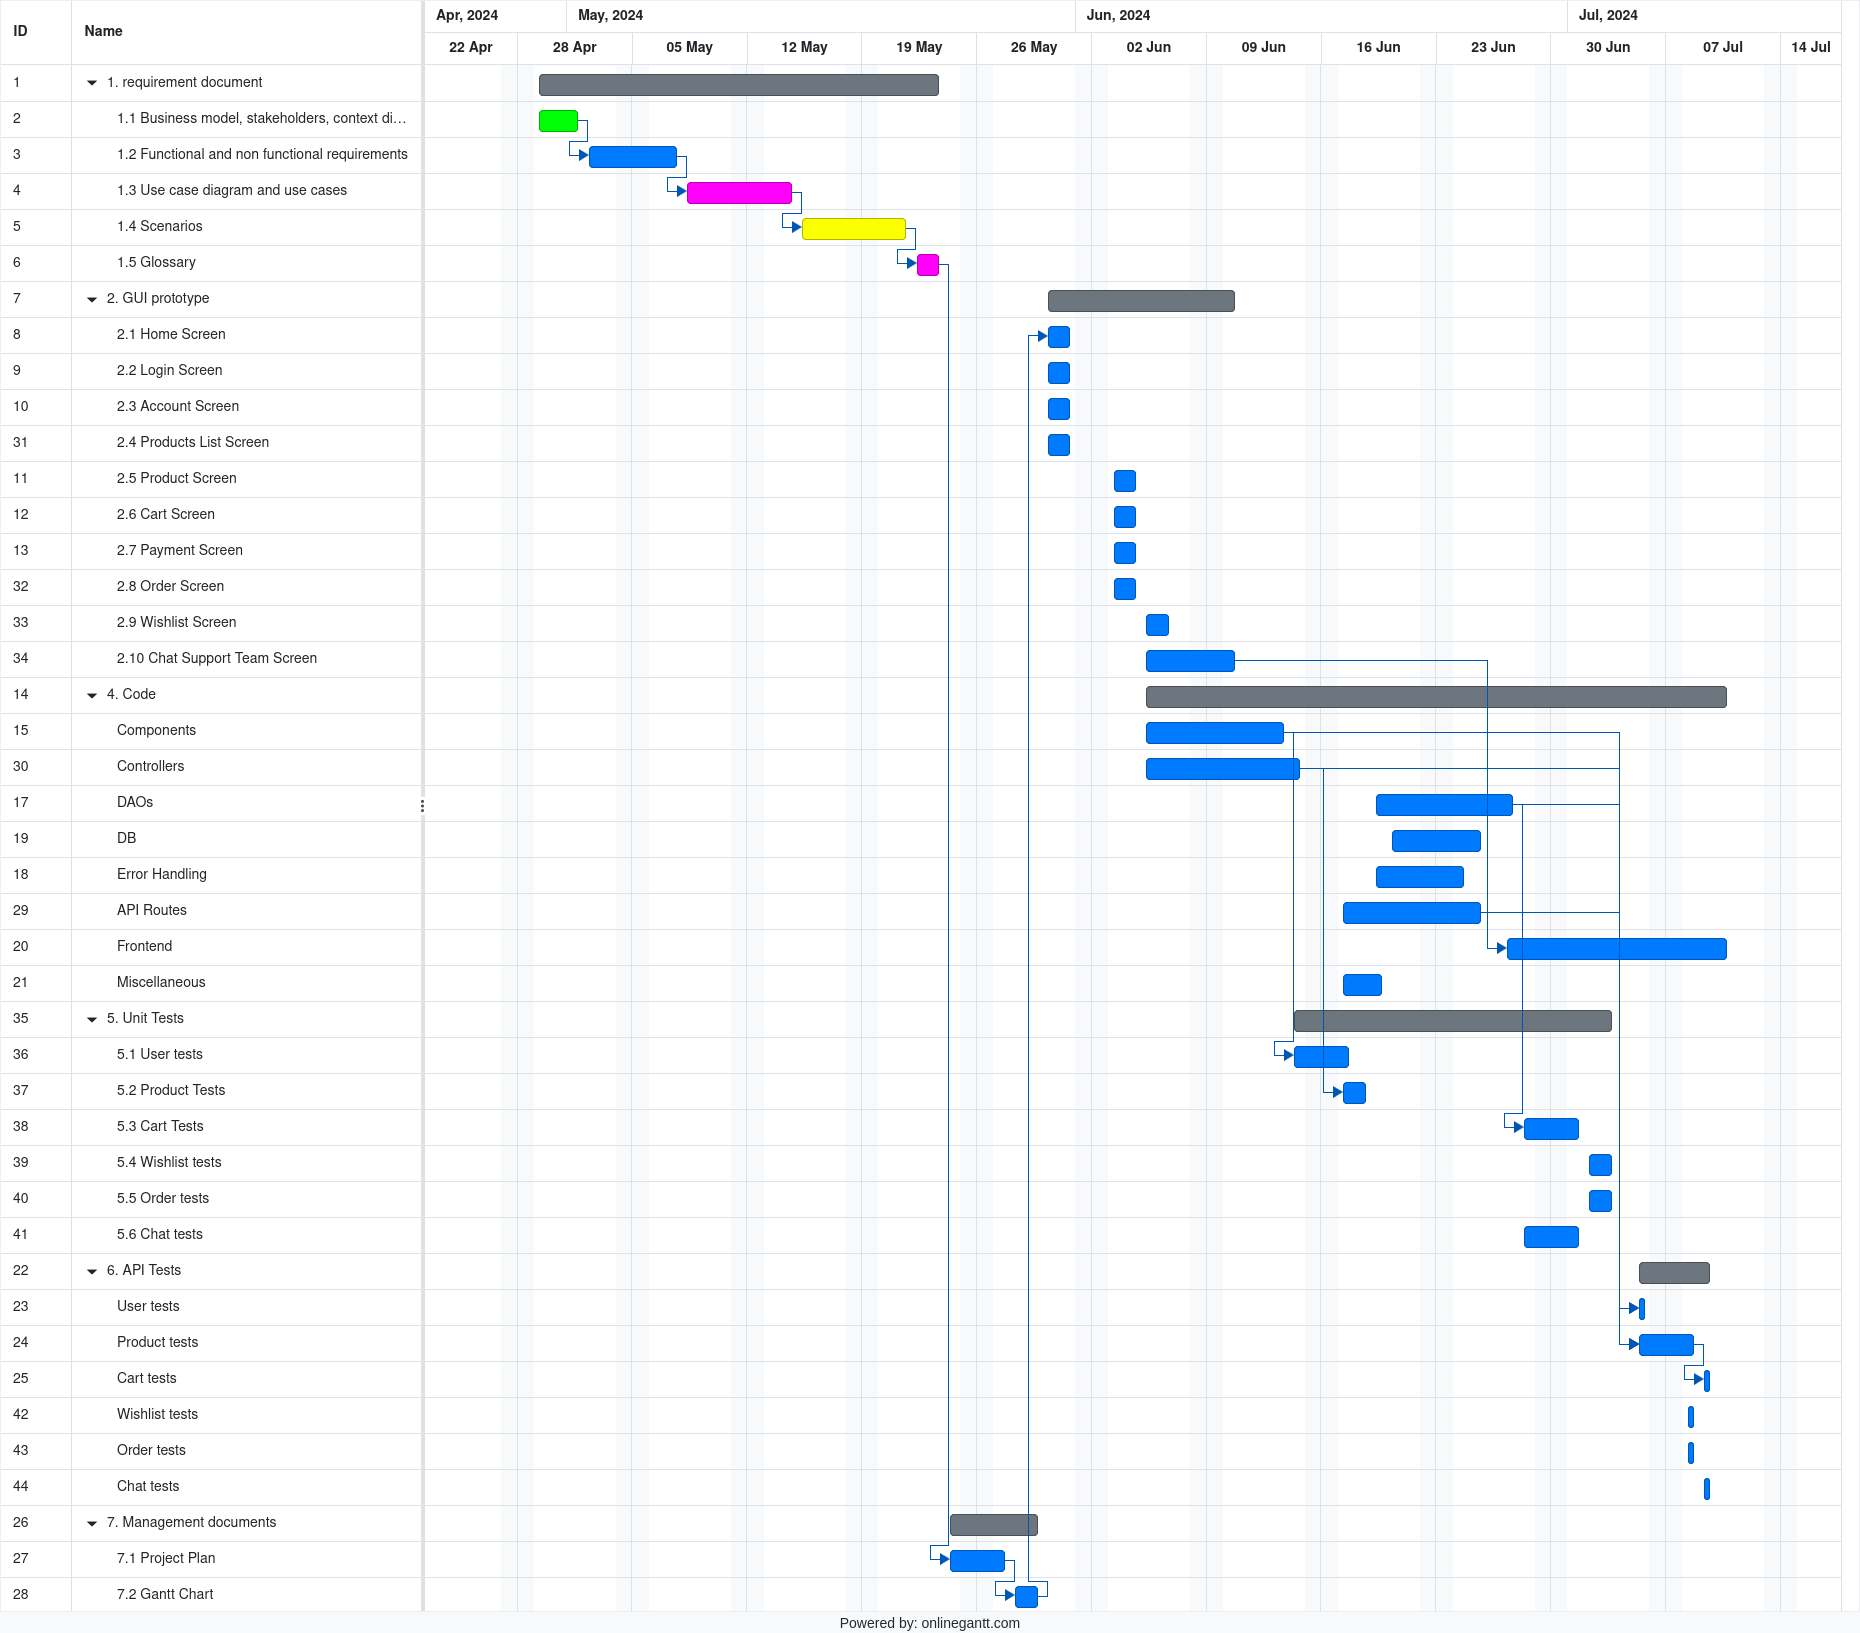 Apr, 2024 May, 2024 Jun, 2024 Jul, 2024
ID Name
22 Apr 28 Apr 05 May 12 May 19 May 26 May 02 Jun 09 Jun 16 Jun 23 Jun 30 Jun 07 Jul 14 Jul
1 1. requirement document
2 1.1 Business model, stakeholders, context di...
3 1.2 Functional and non functional requirements
4 1.3 Use case diagram and use cases
5 1.4 Scenarios
6 1.5 Glossary
7 2. GUI prototype
8 2.1 Home Screen
9 2.2 Login Screen
10 2.3 Account Screen
31 2.4 Products List Screen
11 2.5 Product Screen
12 2.6 Cart Screen
13 2.7 Payment Screen
32 2.8 Order Screen
33 2.9 Wishlist Screen
34 2.10 Chat Support Team Screen
14 4. Code
15 Components
30 Controllers
17 DAOs
19 DB
18 Error Handling
29 API Routes
20 Frontend
21 Miscellaneous
35 5. Unit Tests
36 5.1 User tests
37 5.2 Product Tests
38 5.3 Cart Tests
39 5.4 Wishlist tests
40 5.5 Order tests
41 5.6 Chat tests
22 6. API Tests
23 User tests
24 Product tests
25 Cart tests
42 Wishlist tests
43 Order tests
44 Chat tests
26 7. Management documents
27 7.1 Project Plan
28 7.2 Gantt Chart
Powered by: onlinegantt.com